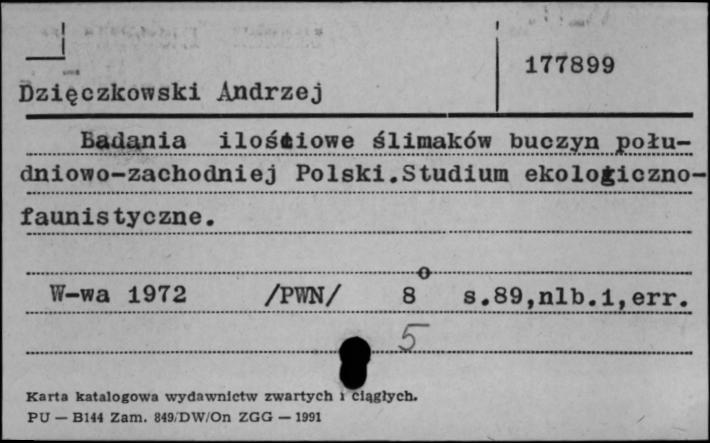 177899
Dzięczkowski Andrzej
Badania ilościowe ślimaków buczyn połu-
dniowo-zachodniej Polski.Studium ekologiczno-
faunistyczne.
W-wa 1972 /PWN/ 8º s.89,nlb.1,err.
5
Karta katalogowa wydawnictw zwartych i ciągłych.
PU — B144 Zam. 849/DW/On ZGG — 1991